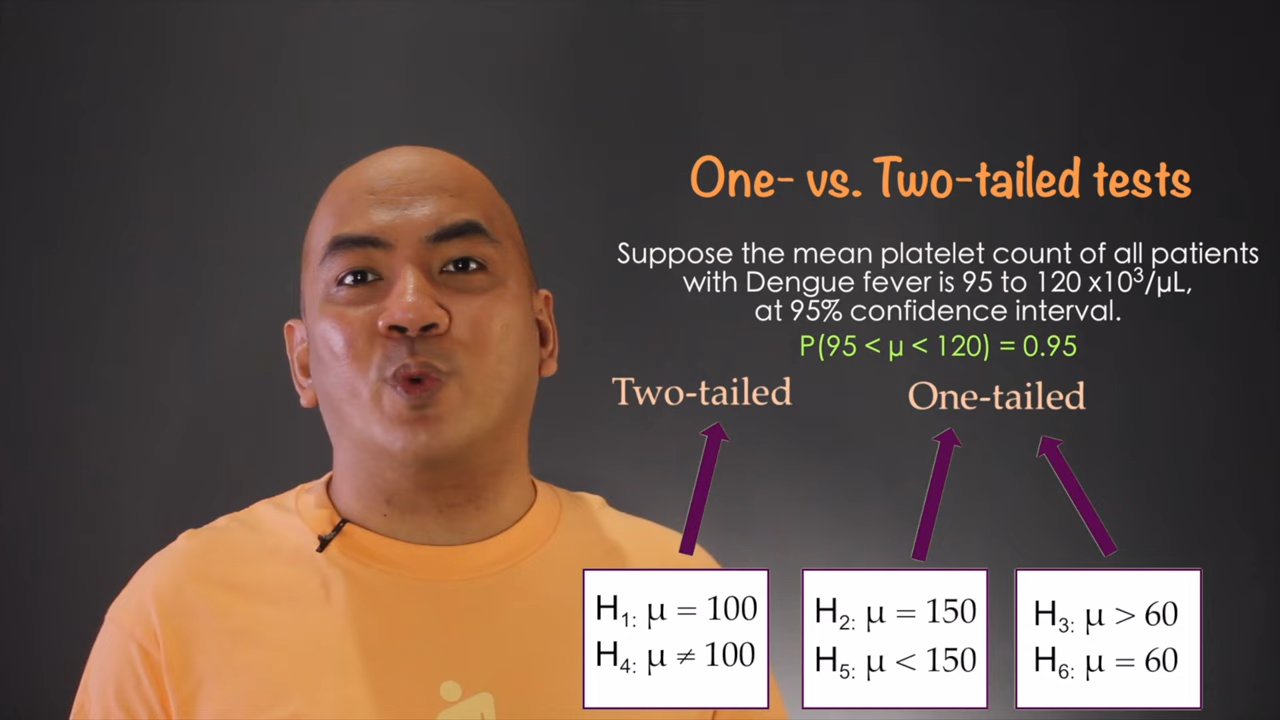 One- vs. Two-tailed tests
Suppose the mean platelet count of all patients
with Dengue fever is 95 to 120 x10³/µL,
at 95% confidence interval.
P(95 < µ < 120) = 0.95
Two-tailed
One-tailed
H₁: µ = 100
H₄: µ ≠ 100
H₂: µ = 150
H₅: µ < 150
H₃: µ > 60
H₆: µ = 60